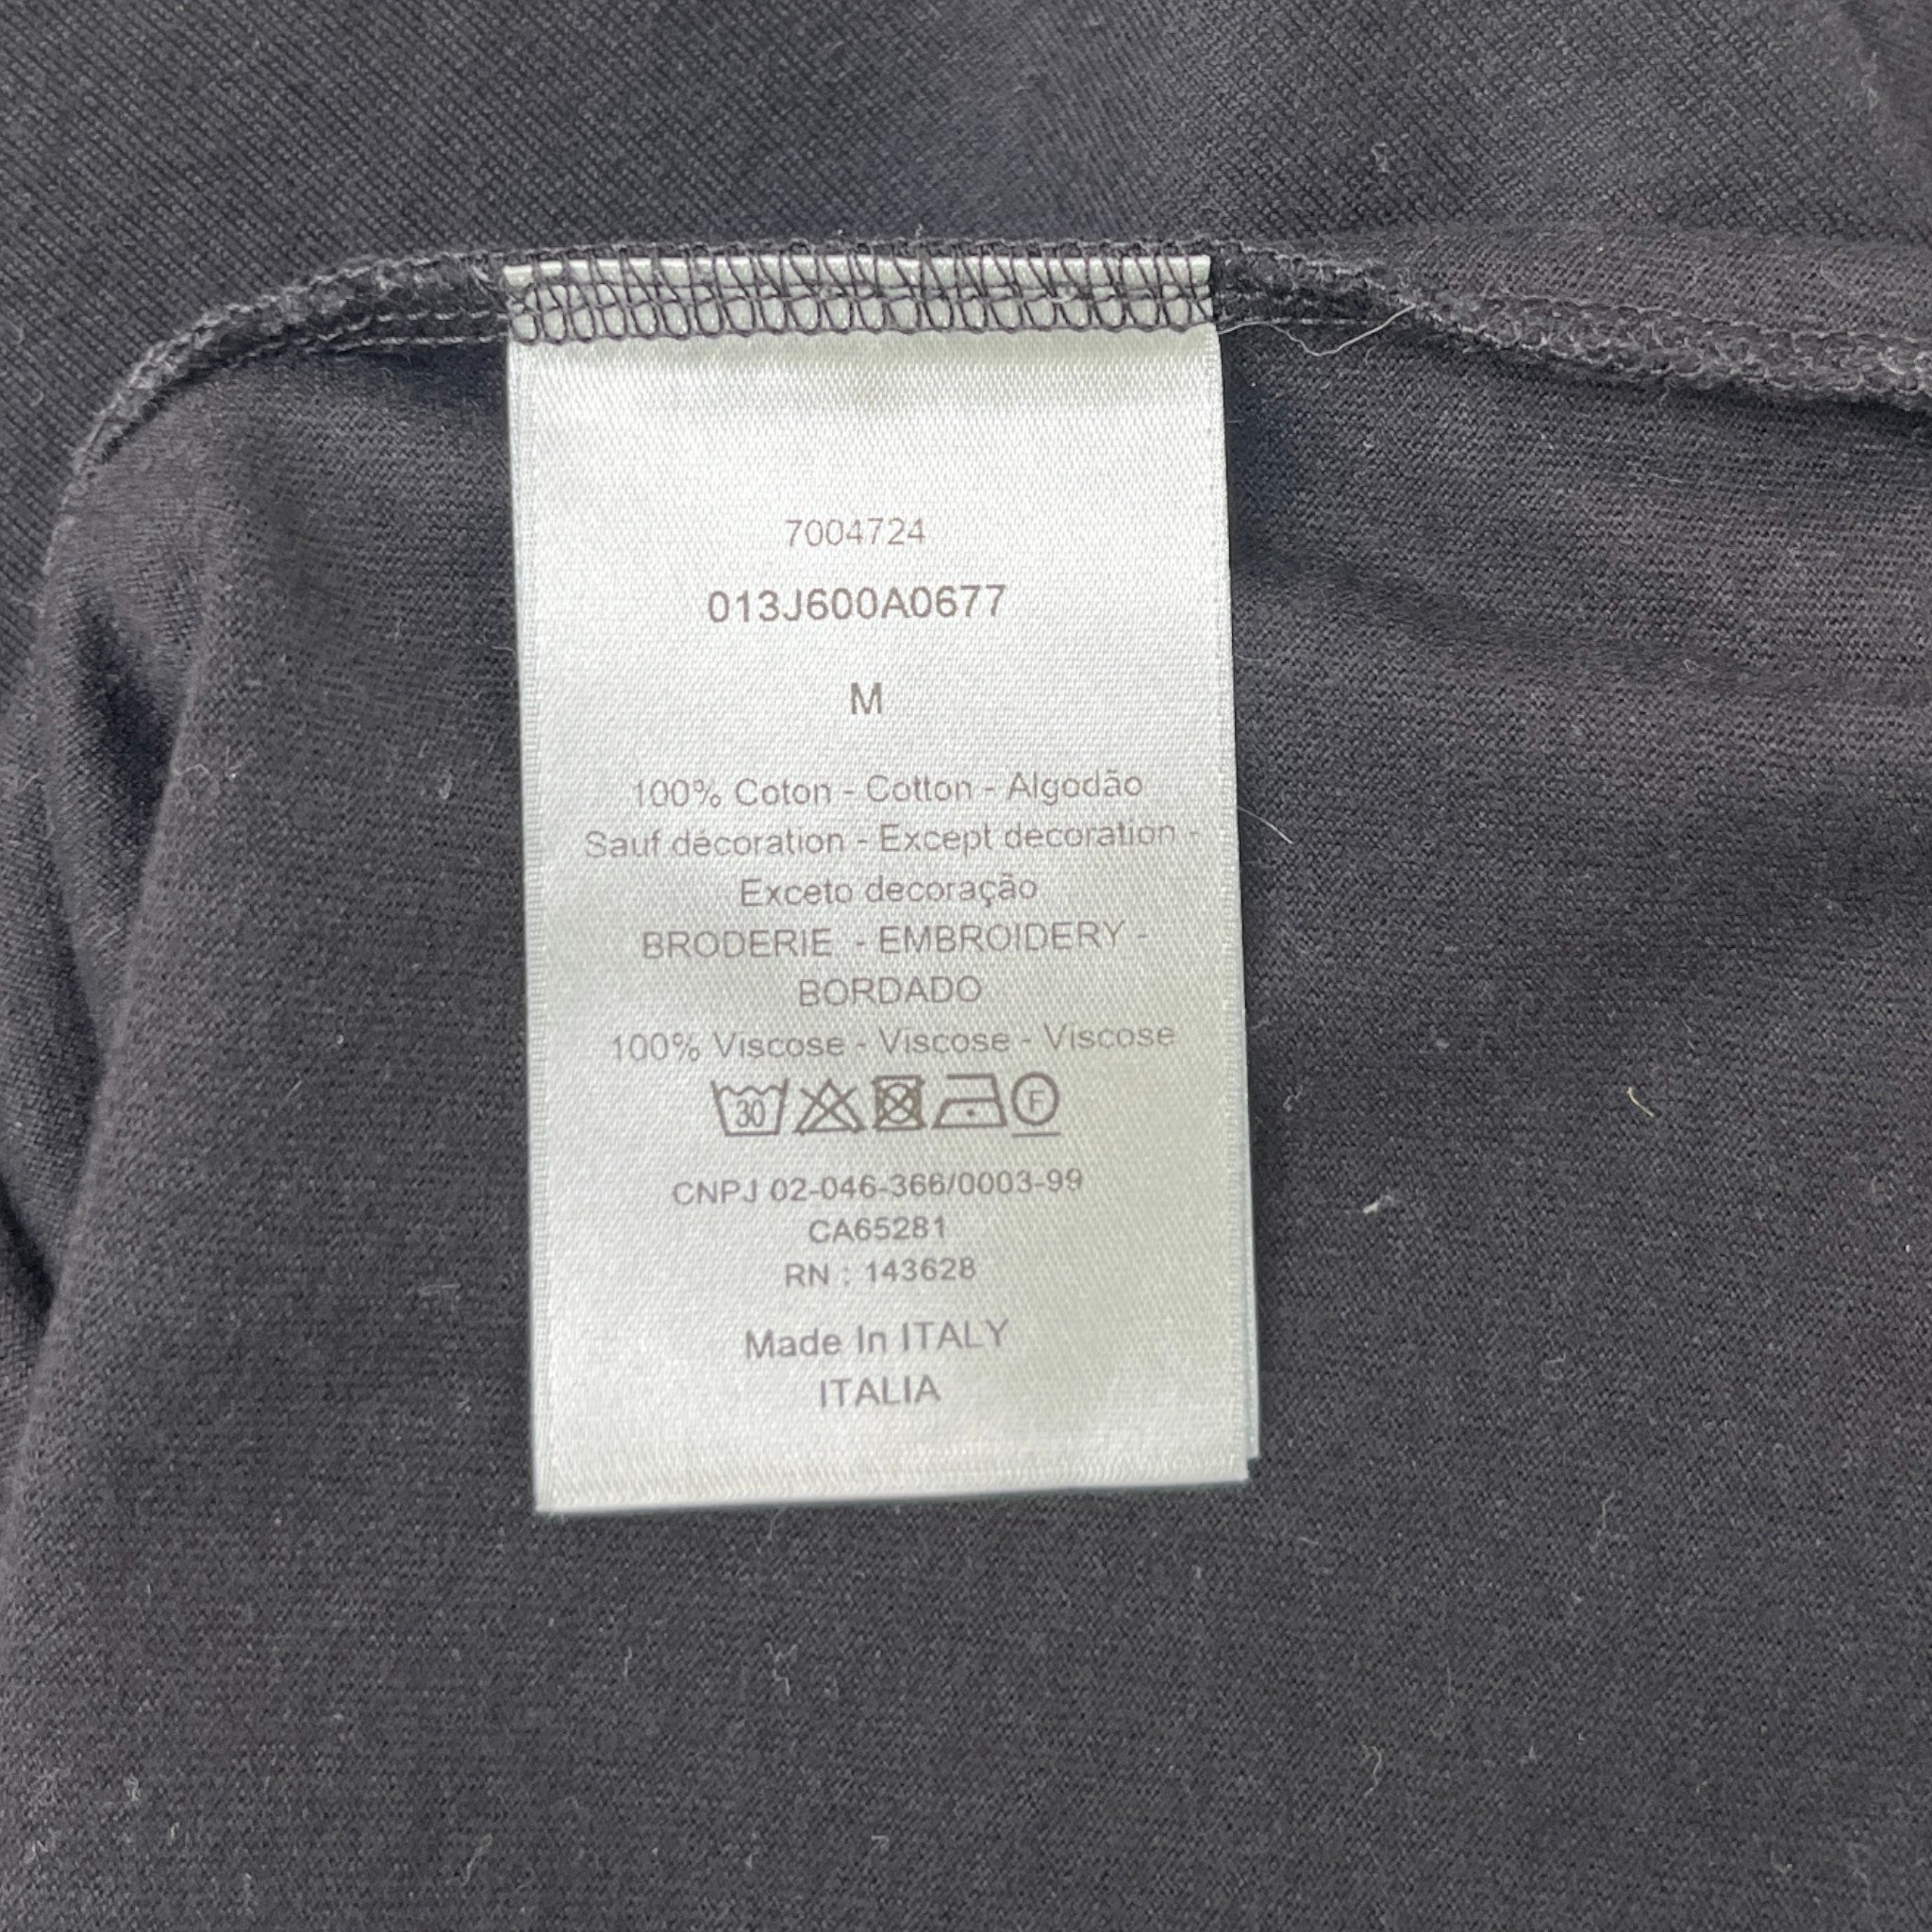 7004724
013J600A0677
M
100% Coton - Cotton - Algodão
Sauf décoration - Except decoration -
Exceto decoração
BRODERIE - EMBROIDERY -
BORDADO
100% Viscose - Viscose - Viscose
30 F
CNPJ 02-046-366/0003-99
CA65281
RN : 143628
Made In ITALY
ITALIA